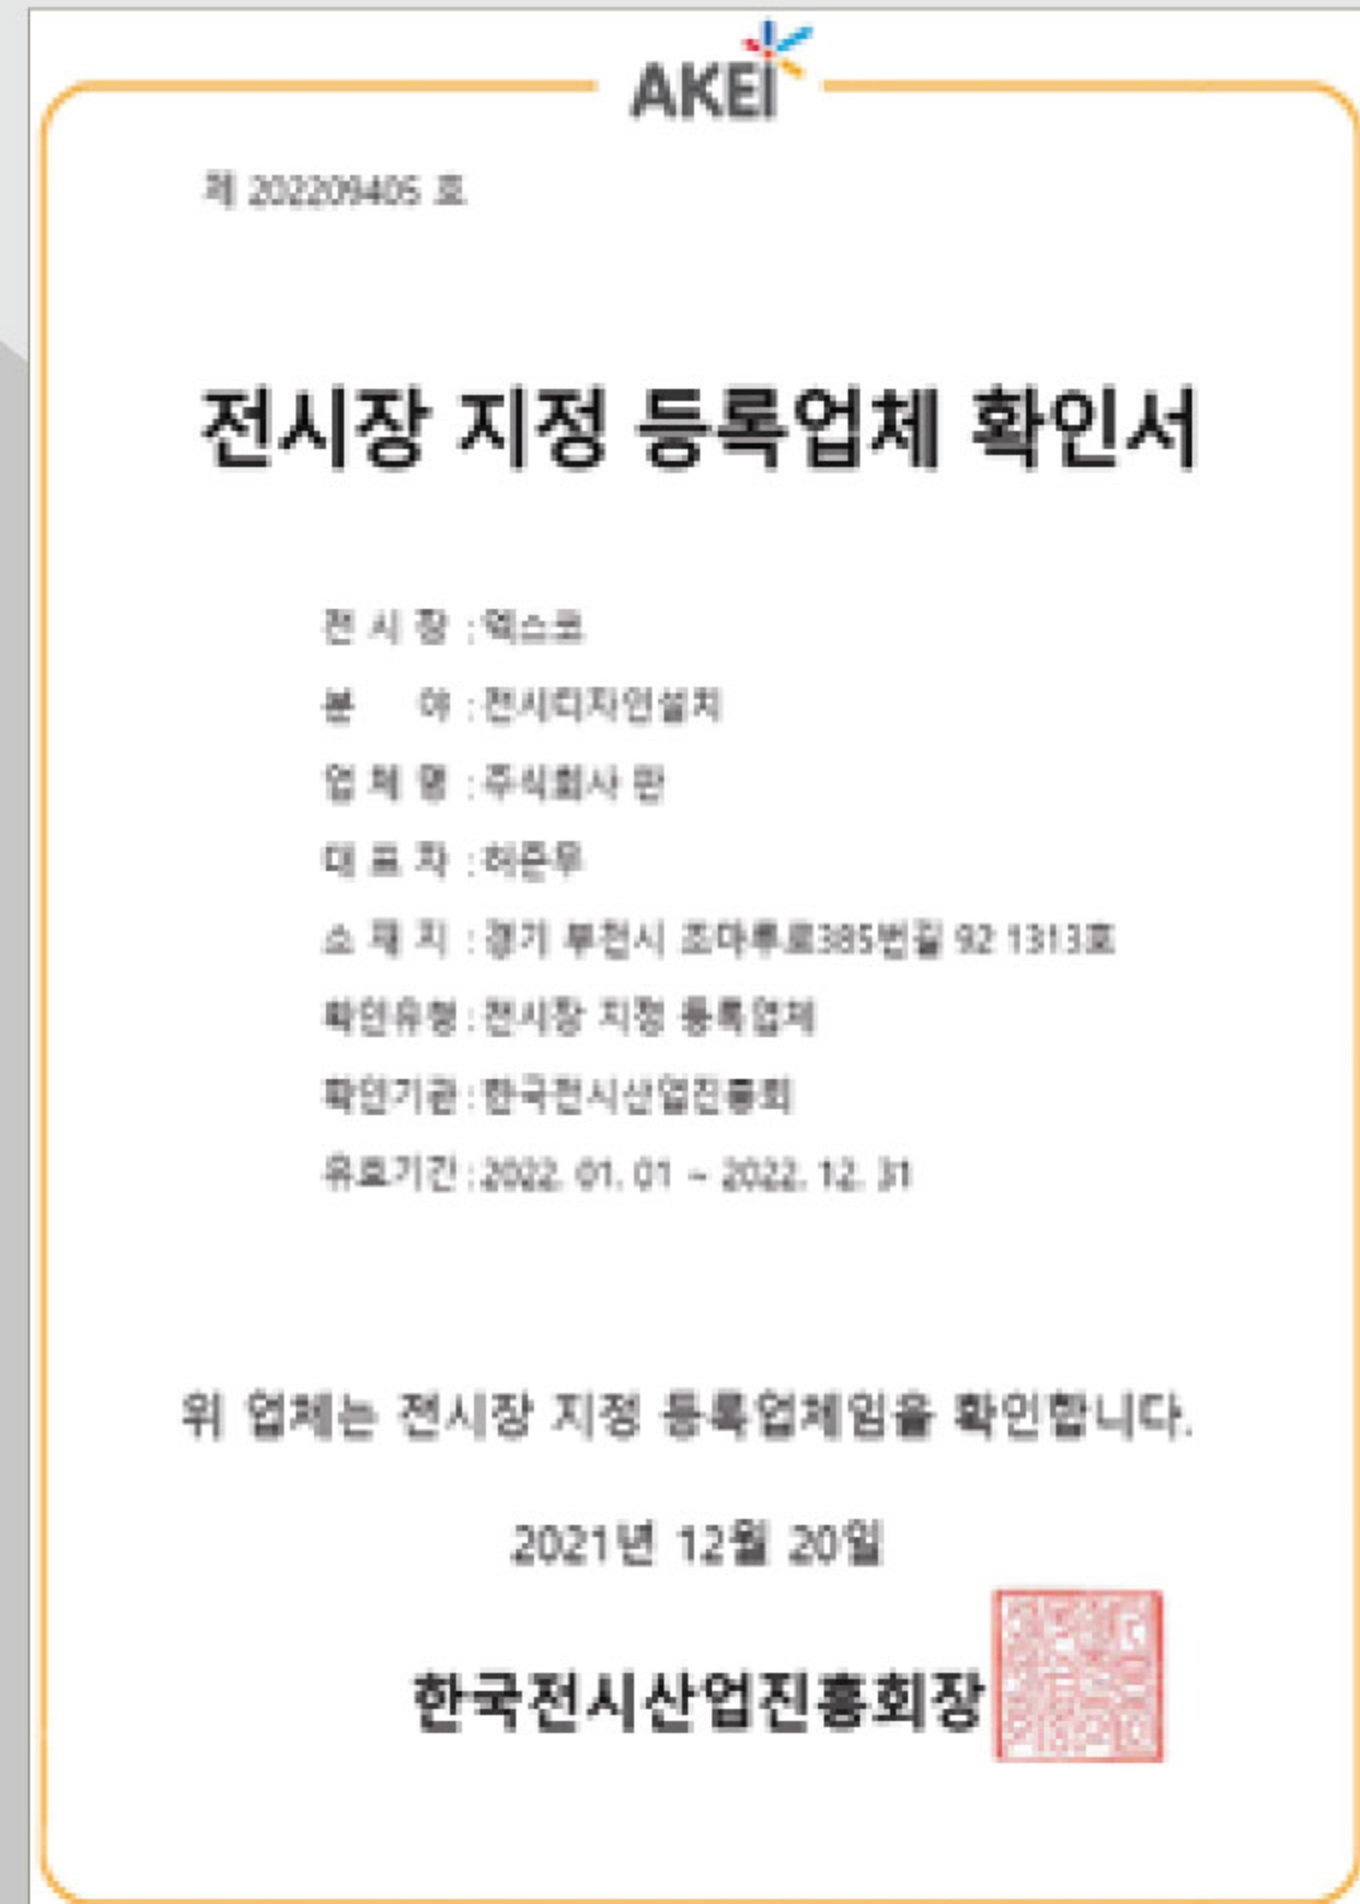 AKEI
제 202209405 호
전시장 지정 등록업체 확인서
전 시 장 : 엑스코
분 야 : 전시디자인설치
업 체 명 : 주식회사 판
대 표 자 : 허준무
소 재 지 : 경기 부천시 조마루로385번길 92 1313호
확인유형 : 전시장 지정 등록업체
확인기관 : 한국전시산업진흥회
유효기간 : 2022. 01. 01 ~ 2022. 12. 31
위 업체는 전시장 지정 등록업체임을 확인합니다.
2021년 12월 20일
한국전시산업진흥회장